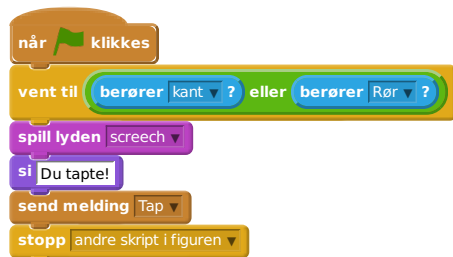 når klikkes
vent til berører kant ? eller berører Rør ?
spill lyden screech
si Du tapte!
send melding Tap
stopp andre skript i figuren